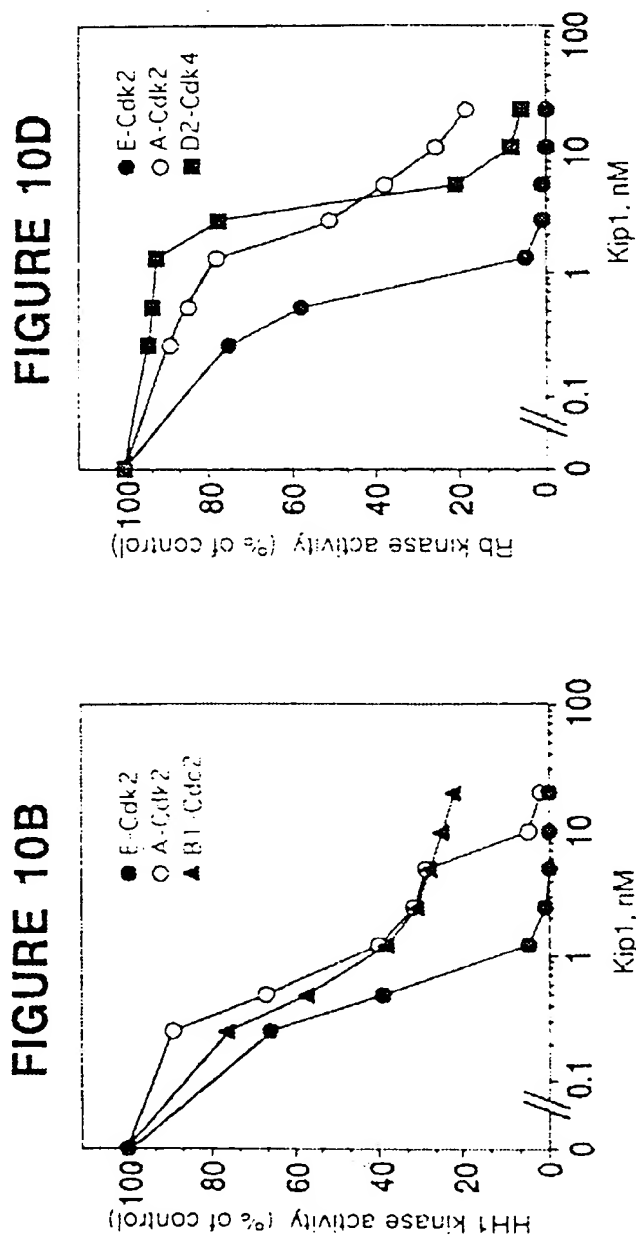 FIGURE 10B
HH1 kinase activity (% of control)
100
80
60
40
20
0
E-Cdk2
A-Cdk2
B1-Cdc2
0
0.1
1
10
100
Kip1, nM
FIGURE 10D
Rb kinase activity (% of control)
100
80
60
40
20
0
E-Cdk2
A-Cdk2
D2-Cdk4
0
0.1
1
10
100
Kip1, nM